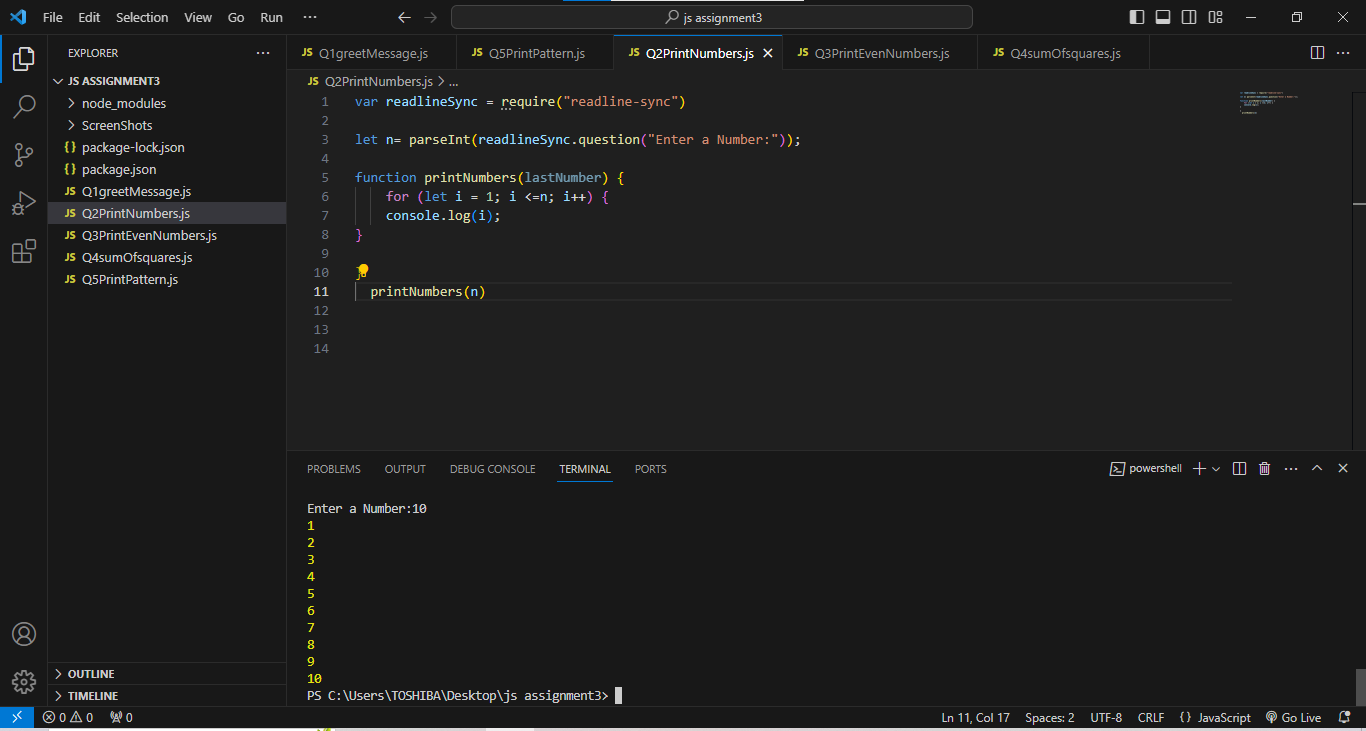 File Edit Selection View Go Run ··· js assignment3
EXPLORER ···
JS ASSIGNMENT3
node_modules
ScreenShots
{} package-lock.json
{} package.json
JS Q1greetMessage.js
JS Q2PrintNumbers.js
JS Q3PrintEvenNumbers.js
JS Q4sumOfsquares.js
JS Q5PrintPattern.js
OUTLINE
TIMELINE
JS Q1greetMessage.js JS Q5PrintPattern.js JS Q2PrintNumbers.js JS Q3PrintEvenNumbers.js JS Q4sumOfsquares.js
JS Q2PrintNumbers.js > ...
1 var readlineSync = require("readline-sync")
2
3 let n= parseInt(readlineSync.question("Enter a Number:"));
4
5 function printNumbers(lastNumber) {
6 for (let i = 1; i <=n; i++) {
7 console.log(i);
8 }
9
10 }
11 printNumbers(n)
12
13
14
PROBLEMS OUTPUT DEBUG CONSOLE TERMINAL PORTS powershell
Enter a Number:10
1
2
3
4
5
6
7
8
9
10
PS C:\Users\TOSHIBA\Desktop\js assignment3>
0 0 0 Ln 11, Col 17 Spaces: 2 UTF-8 CRLF {} JavaScript Go Live